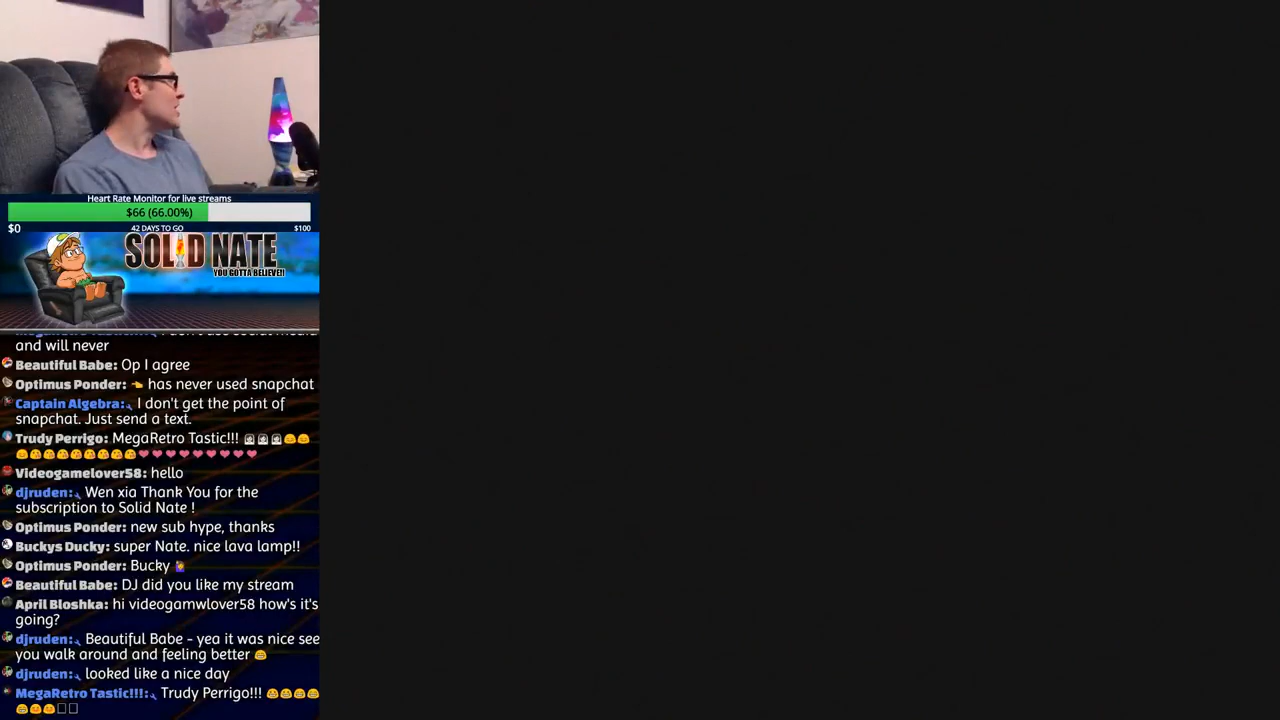 Heart Rate Monitor for live streams
$66 (66.00%)
$0 42 DAYS TO GO $100
SOLID NATE
YOU GOTTA BELIEVE!!
and will never
Beautiful Babe: Op I agree
Optimus Ponder: 👈 has never used snapchat
Captain Algebra: I don't get the point of
snapchat. Just send a text.
Trudy Perrigo: MegaRetro Tastic!!!
Videogamelover58: hello
djruden: Wen xia Thank You for the
subscription to Solid Nate !
Optimus Ponder: new sub hype, thanks
Buckys Ducky: super Nate. nice lava lamp!!
Optimus Ponder: Bucky
Beautiful Babe: DJ did you like my stream
April Bloshka: hi videogamwlover58 how's it's
going?
djruden: Beautiful Babe - yea it was nice see
you walk around and feeling better
djruden: looked like a nice day
MegaRetro Tastic!!!: Trudy Perrigo!!!